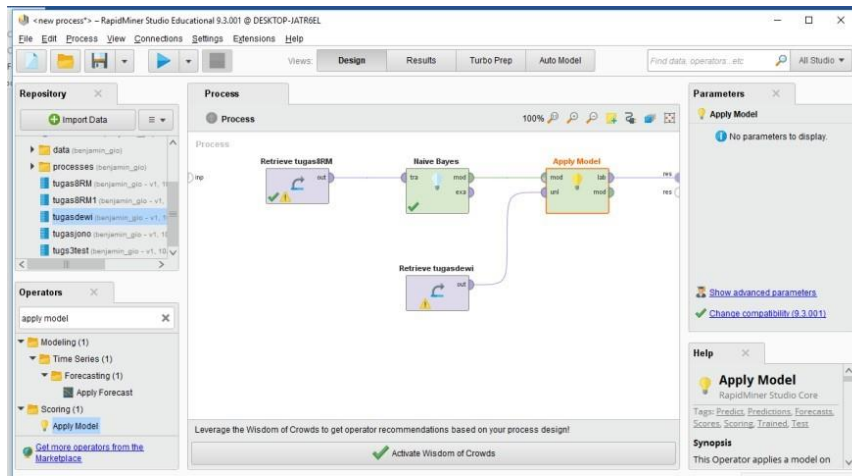 <new process*> – RapidMiner Studio Educational 9.3.001 @ DESKTOP-JATR6EL
File Edit Process View Connections Settings Extensions Help
Views: Design Results Turbo Prep Auto Model Find data, operators...etc All Studio
Repository
Import Data
data (benjamin_gio)
processes (benjamin_gio)
tugas8RM (benjamin_gio - v1, 1
tugas8RM1 (benjamin_gio - v1,
tugasdewi (benjamin_gio - v1, 1
tugasjono (benjamin_gio - v1, 10
tugs3test (benjamin_gio - v1, 10.
Operators
apply model
Modeling (1)
Time Series (1)
Forecasting (1)
Apply Forecast
Scoring (1)
Apply Model
Get more operators from the
Marketplace
Process
Process 100%
Process
inp
Retrieve tugas8RM
out
Naive Bayes
tra mod
exa
Apply Model
mod lab
unl mod
res
res
Retrieve tugasdewi
out
Leverage the Wisdom of Crowds to get operator recommendations based on your process design!
Activate Wisdom of Crowds
Parameters
Apply Model
No parameters to display.
Show advanced parameters
Change compatibility (9.3.001)
Help
Apply Model
RapidMiner Studio Core
Tags: Predict, Predictions, Forecasts,
Scores, Scoring, Trained, Test
Synopsis
This Operator applies a model on